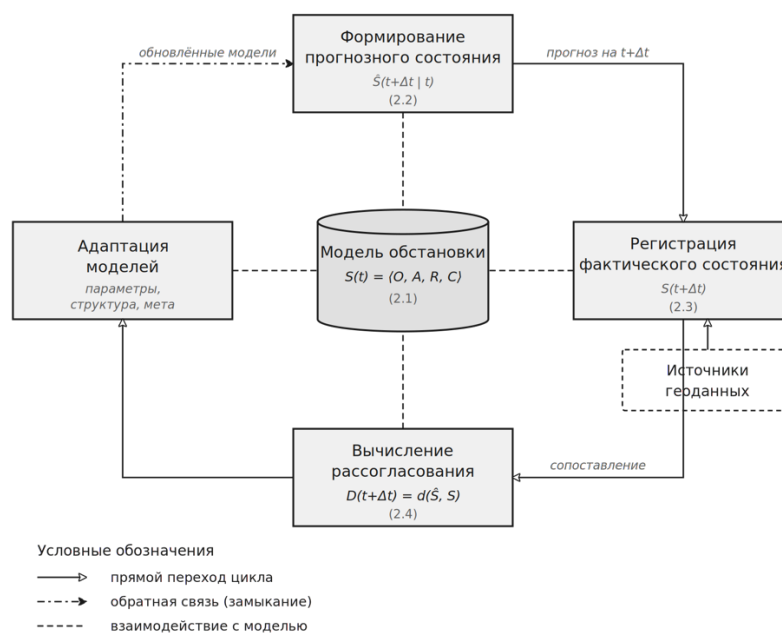 Формирование
прогнозного состояния
Ŝ(t+Δt | t)
(2.2)
обновлённые модели
прогноз на t+Δt
Адаптация
моделей
параметры,
структура, мета
Модель обстановки
S(t) = ⟨O, A, R, C⟩
(2.1)
Регистрация
фактического состояния
S(t+Δt)
(2.3)
Источники
геоданных
Вычисление
рассогласования
D(t+Δt) = d(Ŝ, S)
(2.4)
сопоставление
Условные обозначения
прямой переход цикла
обратная связь (замыкание)
взаимодействие с моделью